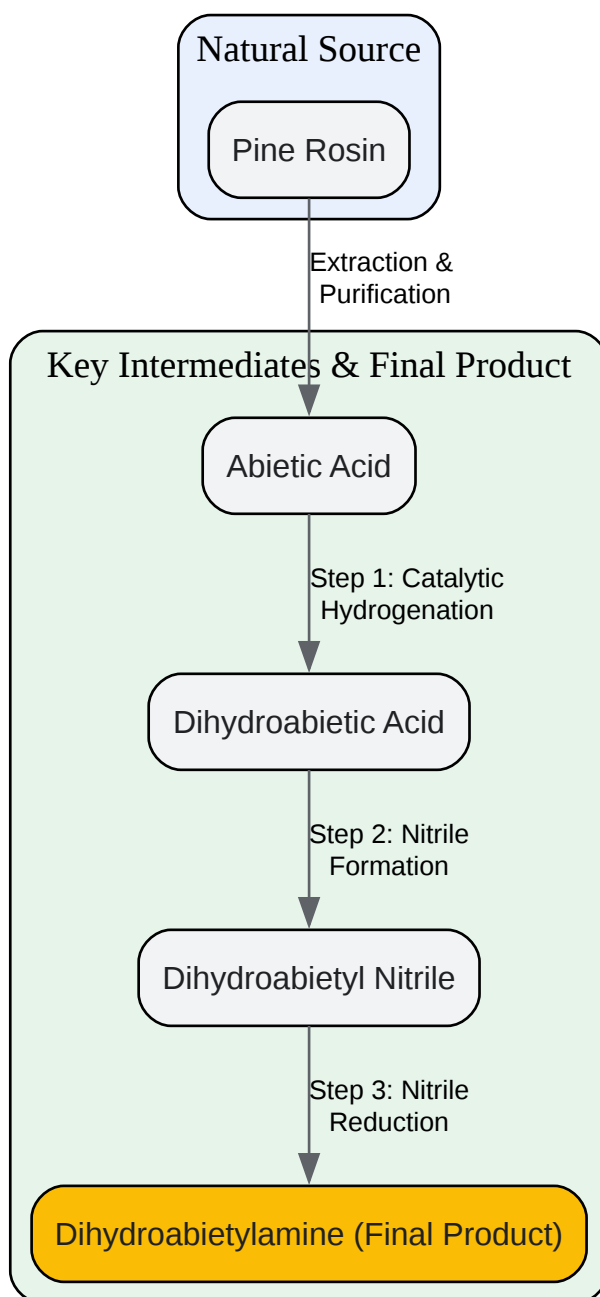 Natural Source
Pine Rosin
Extraction &
Purification
Key Intermediates & Final Product
Abietic Acid
Step 1: Catalytic
Hydrogenation
Dihydroabietic Acid
Step 2: Nitrile
Formation
Dihydroabietyl Nitrile
Step 3: Nitrile
Reduction
Dihydroabietylamine (Final Product)